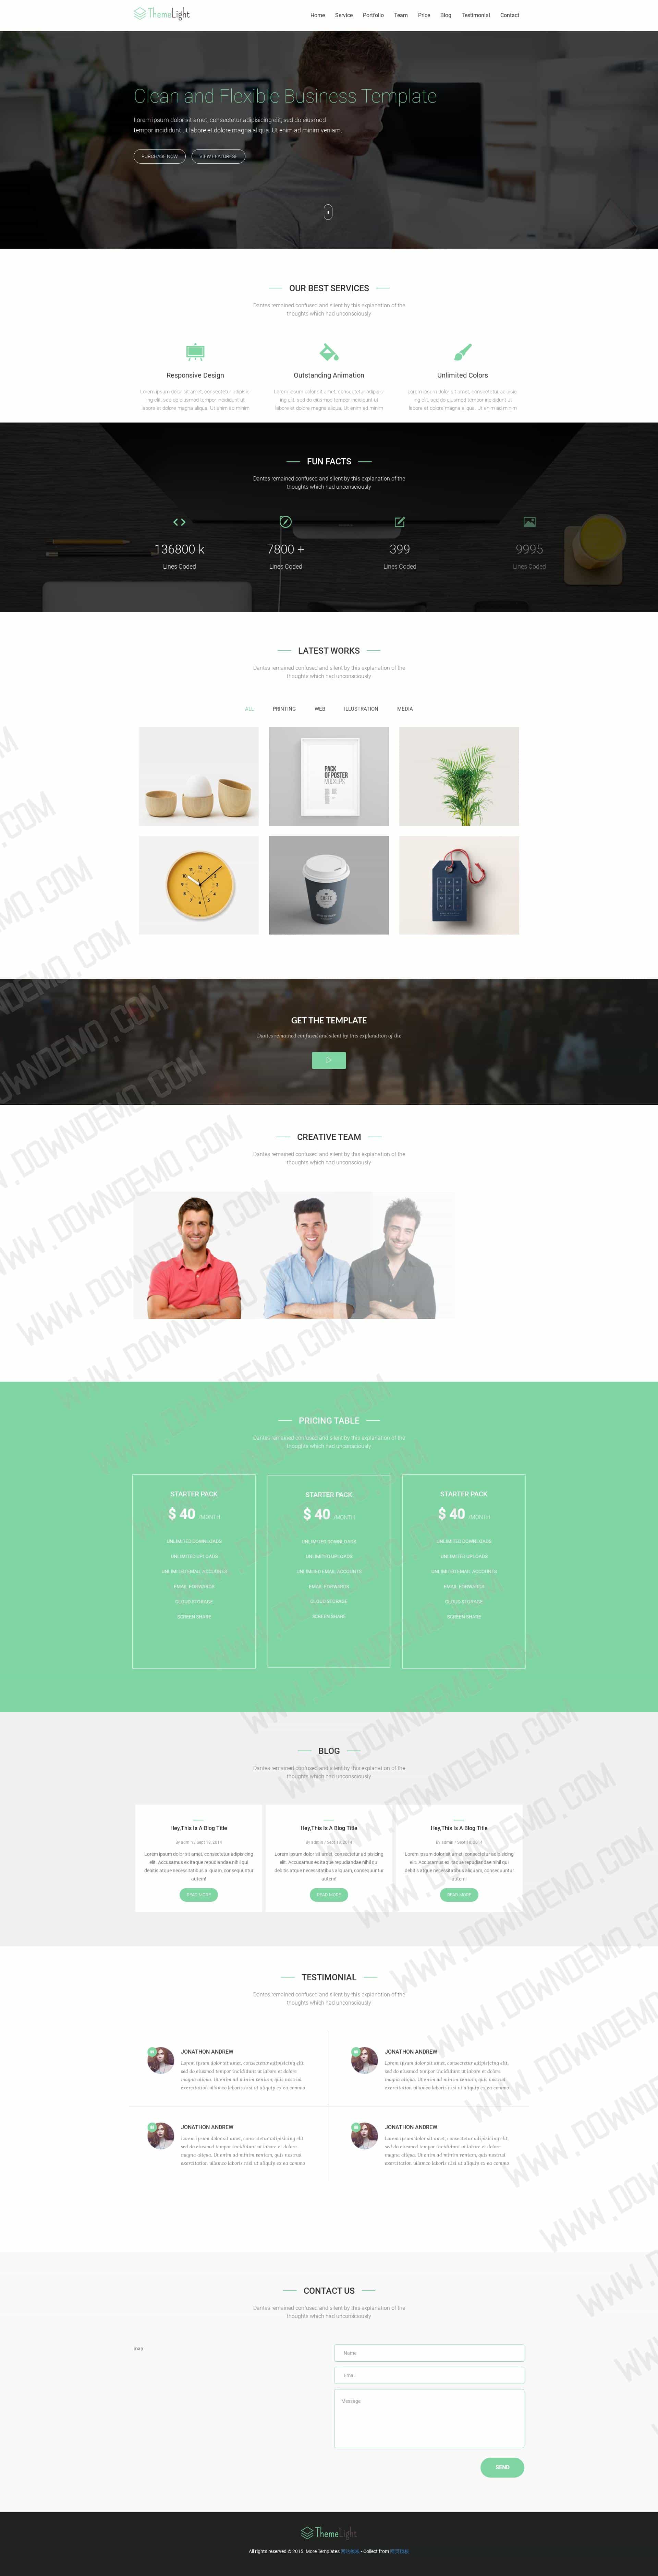 ThemeLight
Home Service Portfolio Team Price Blog Testimonial Contact
Clean and Flexible Business Template
Lorem ipsum dolor sit amet, consectetur adipisicing elit, sed do eiusmod
tempor incididunt ut labore et dolore magna aliqua. Ut enim ad minim veniam,
PURCHASE NOW VIEW FEATURESE
OUR BEST SERVICES
Dantes remained confused and silent by this explanation of the
thoughts which had unconsciously
Responsive Design
Lorem ipsum dolor sit amet, consectetur adipisic-
ing elit, sed do eiusmod tempor incididunt ut
labore et dolore magna aliqua. Ut enim ad minim
Outstanding Animation
Lorem ipsum dolor sit amet, consectetur adipisic-
ing elit, sed do eiusmod tempor incididunt ut
labore et dolore magna aliqua. Ut enim ad minim
Unlimited Colors
Lorem ipsum dolor sit amet, consectetur adipisic-
ing elit, sed do eiusmod tempor incididunt ut
labore et dolore magna aliqua. Ut enim ad minim
FUN FACTS
Dantes remained confused and silent by this explanation of the
thoughts which had unconsciously
136800 k 7800 + 399 9995
Lines Coded Lines Coded Lines Coded Lines Coded
LATEST WORKS
Dantes remained confused and silent by this explanation of the
thoughts which had unconsciously
ALL PRINTING WEB ILLUSTRATION MEDIA
PACK
OF POSTER
MOCKUPS
GET THE TEMPLATE
Dantes remained confused and silent by this explanation of the
CREATIVE TEAM
Dantes remained confused and silent by this explanation of the
thoughts which had unconsciously
PRICING TABLE
Dantes remained confused and silent by this explanation of the
thoughts which had unconsciously
STARTER PACK
$ 40 /MONTH
UNLIMITED DOWNLOADS
UNLIMITED UPLOADS
UNLIMITED EMAIL ACCOUNTS
EMAIL FORWARDS
CLOUD STORAGE
SCREEN SHARE
STARTER PACK
$ 40 /MONTH
UNLIMITED DOWNLOADS
UNLIMITED UPLOADS
UNLIMITED EMAIL ACCOUNTS
EMAIL FORWARDS
CLOUD STORAGE
SCREEN SHARE
STARTER PACK
$ 40 /MONTH
UNLIMITED DOWNLOADS
UNLIMITED UPLOADS
UNLIMITED EMAIL ACCOUNTS
EMAIL FORWARDS
CLOUD STORAGE
SCREEN SHARE
BLOG
Dantes remained confused and silent by this explanation of the
thoughts which had unconsciously
Hey,This Is A Blog Title
By admin / Sept 18, 2014
Lorem ipsum dolor sit amet, consectetur adipisicing
elit. Accusamus ex itaque repudiandae nihil qui
debitis atque necessitatibus aliquam, consequuntur
autem!
READ MORE
Hey,This Is A Blog Title
By admin / Sept 18, 2014
Lorem ipsum dolor sit amet, consectetur adipisicing
elit. Accusamus ex itaque repudiandae nihil qui
debitis atque necessitatibus aliquam, consequuntur
autem!
READ MORE
Hey,This Is A Blog Title
By admin / Sept 18, 2014
Lorem ipsum dolor sit amet, consectetur adipisicing
elit. Accusamus ex itaque repudiandae nihil qui
debitis atque necessitatibus aliquam, consequuntur
autem!
READ MORE
TESTIMONIAL
Dantes remained confused and silent by this explanation of the
thoughts which had unconsciously
JONATHON ANDREW
Lorem ipsum dolor sit amet, consectetur adipisicing elit,
sed do eiusmod tempor incididunt ut labore et dolore
magna aliqua. Ut enim ad minim veniam, quis nostrud
exercitation ullamco laboris nisi ut aliquip ex ea commo
JONATHON ANDREW
Lorem ipsum dolor sit amet, consectetur adipisicing elit,
sed do eiusmod tempor incididunt ut labore et dolore
magna aliqua. Ut enim ad minim veniam, quis nostrud
exercitation ullamco laboris nisi ut aliquip ex ea commo
JONATHON ANDREW
Lorem ipsum dolor sit amet, consectetur adipisicing elit,
sed do eiusmod tempor incididunt ut labore et dolore
magna aliqua. Ut enim ad minim veniam, quis nostrud
exercitation ullamco laboris nisi ut aliquip ex ea commo
JONATHON ANDREW
Lorem ipsum dolor sit amet, consectetur adipisicing elit,
sed do eiusmod tempor incididunt ut labore et dolore
magna aliqua. Ut enim ad minim veniam, quis nostrud
exercitation ullamco laboris nisi ut aliquip ex ea commo
CONTACT US
Dantes remained confused and silent by this explanation of the
thoughts which had unconsciously
map
Name
Email
Message
SEND
ThemeLight
All rights reserved © 2015. More Templates - Collect from
WWW.DOWNDEMO.COM